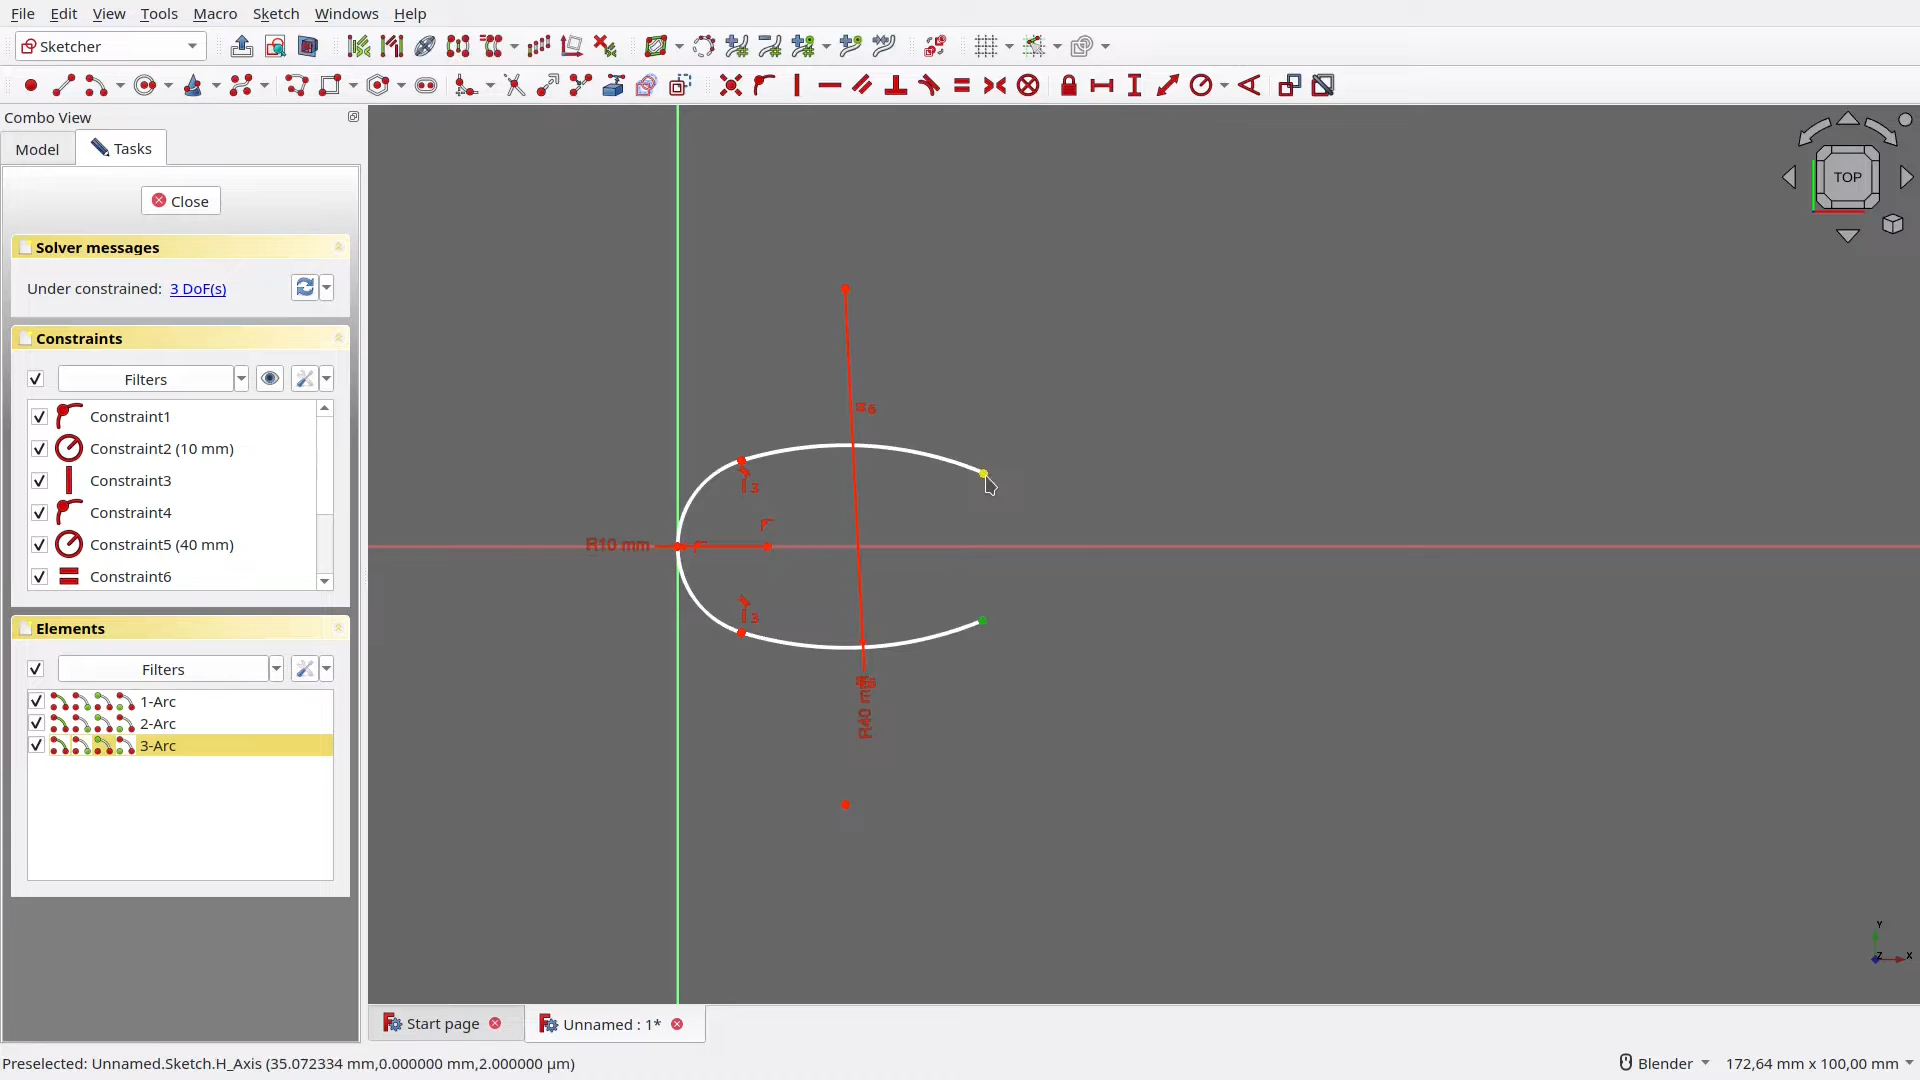 File Edit View Tools Macro Sketch Windows Help
Sketcher
Combo View
Model Tasks
Close
Solver messages
Under constrained: 3 DoF(s)
Constraints
Filters
Constraint1
Constraint2 (10 mm)
Constraint3
Constraint4
Constraint5 (40 mm)
Constraint6
Elements
Filters
1-Arc
2-Arc
3-Arc
TOP
6
3
R10 mm
3
R40 mm
Y
Z X
Start page Unnamed : 1*
Preselected: Unnamed.Sketch.H_Axis (35.072334 mm,0.000000 mm,2.000000 µm) Blender 172,64 mm x 100,00 mm